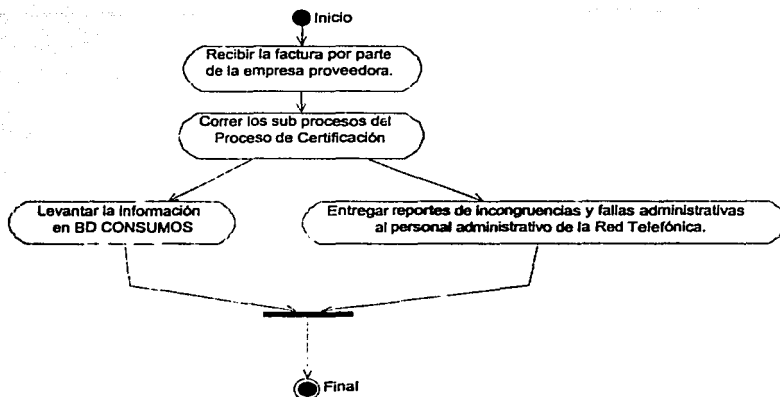 Inicio
Recibir la factura por parte
de la empresa proveedora.
Correr los sub procesos del
Proceso de Certificación
Levantar la Información
en BD CONSUMOS
Entregar reportes de incongruencias y fallas administrativas
al personal administrativo de la Red Telefónica.
Final